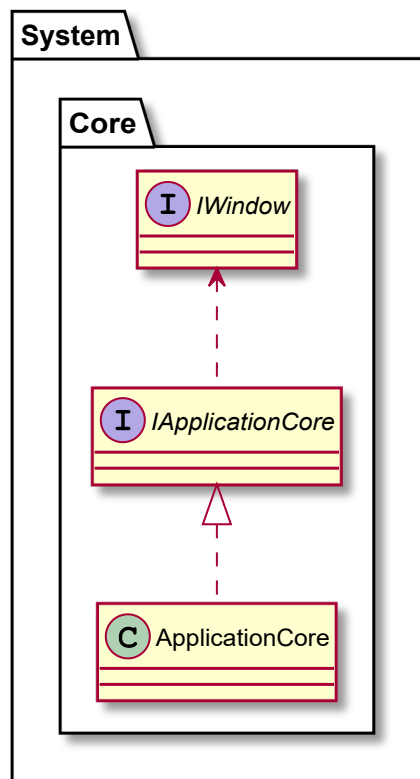 System
Core
I IWindow
I IApplicationCore
C ApplicationCore